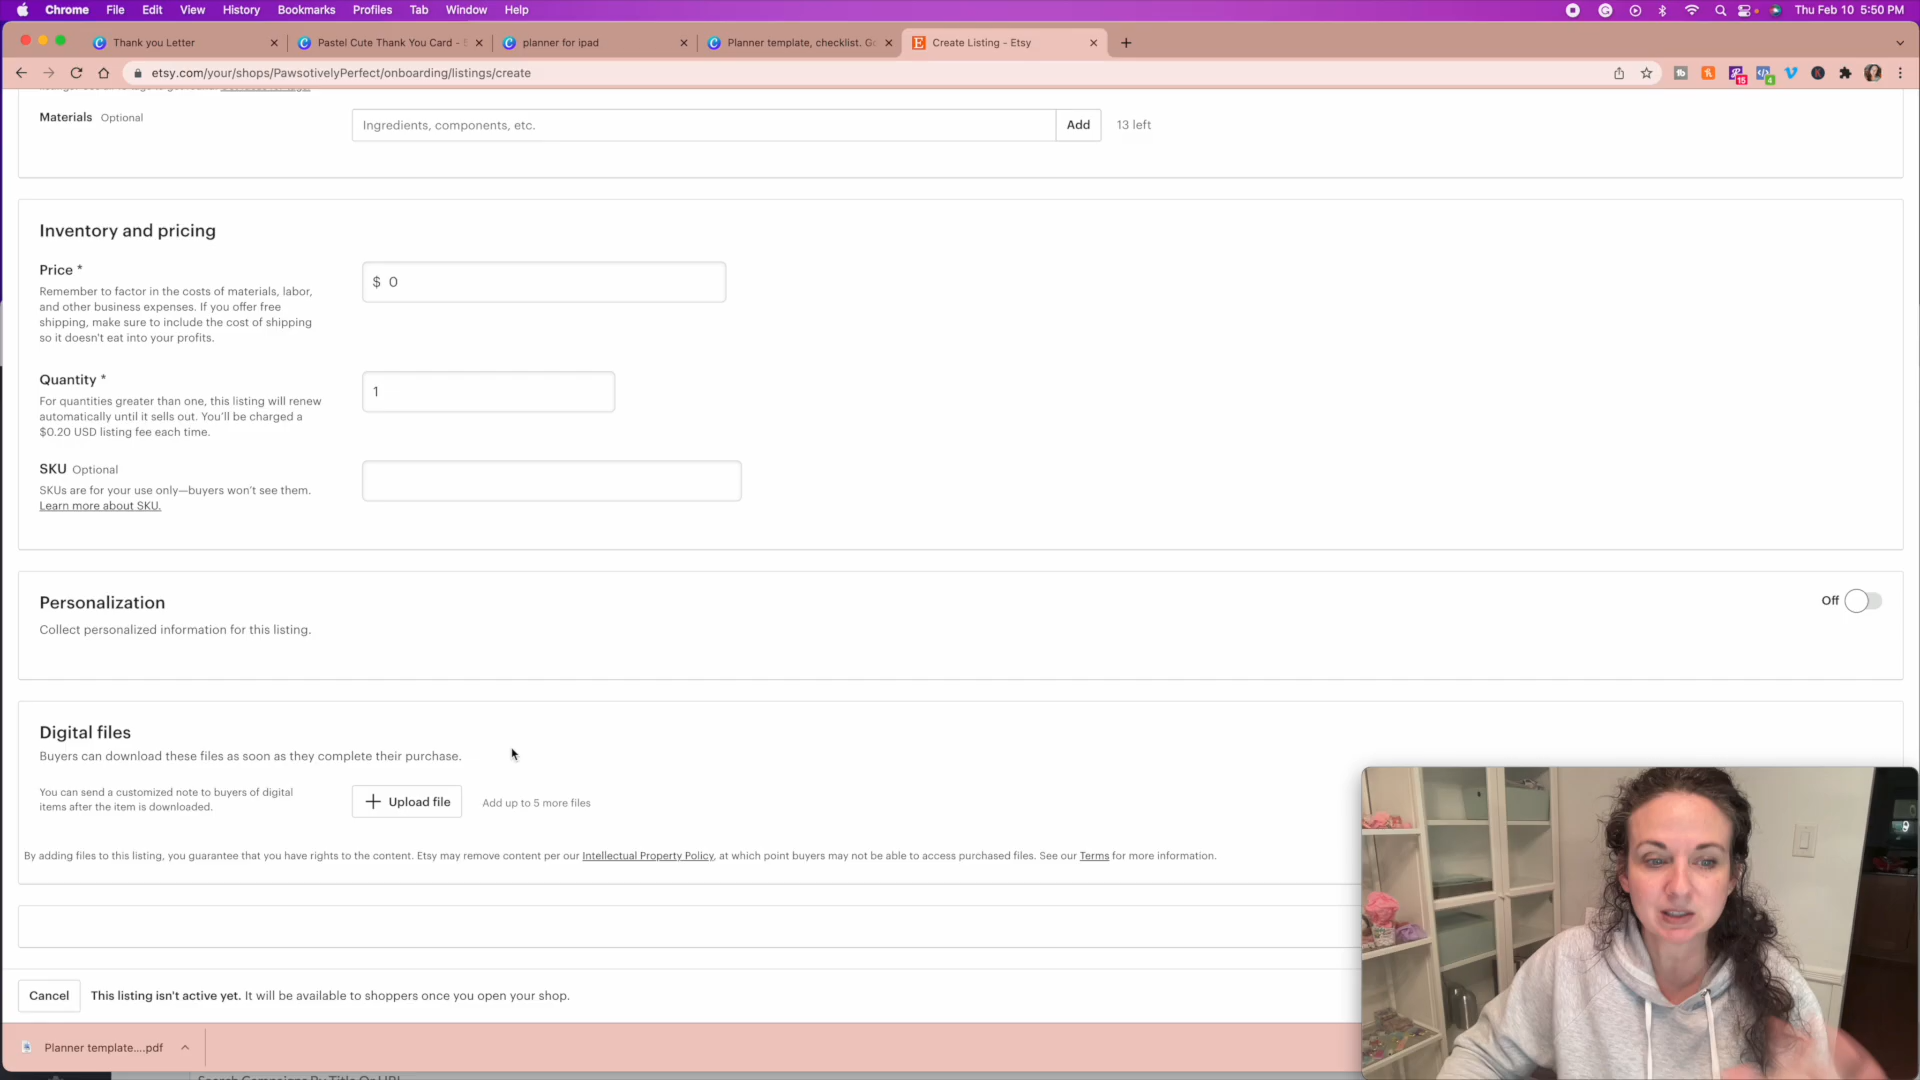 Chrome File Edit View History Bookmarks Profiles Tab Window Help Thu Feb 10 5:50 PM
Thank you Letter Pastel Cute Thank You Card - planner for ipad Planner template, checklist. Go Create Listing - Etsy
etsy.com/your/shops/PawsotivelyPerfect/onboarding/listings/create 15 4
Materials Optional Ingredients, components, etc. Add 13 left
Inventory and pricing
Price * $ 0
Remember to factor in the costs of materials, labor,
and other business expenses. If you offer free
shipping, make sure to include the cost of shipping
so it doesn't eat into your profits.
Quantity * 1
For quantities greater than one, this listing will renew
automatically until it sells out. You'll be charged a
$0.20 USD listing fee each time.
SKU Optional
SKUs are for your use only—buyers won't see them.
Learn more about SKU.
Personalization Off
Collect personalized information for this listing.
Digital files
Buyers can download these files as soon as they complete their purchase.
You can send a customized note to buyers of digital
items after the item is downloaded.
Upload file Add up to 5 more files
By adding files to this listing, you guarantee that you have rights to the content. Etsy may remove content per our Intellectual Property Policy, at which point buyers may not be able to access purchased files. See our Terms for more information.
Cancel This listing isn't active yet. It will be available to shoppers once you open your shop.
Planner template....pdf
Search Campaigns By Title Or URL